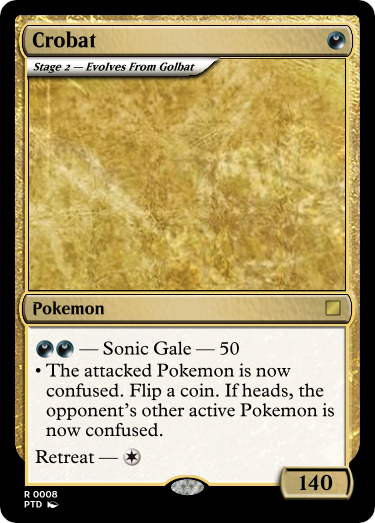 Crobat
Stage 2 — Evolves From Golbat
Pokemon
— Sonic Gale — 50
• The attacked Pokemon is now
confused. Flip a coin. If heads, the
opponent's other active Pokemon is
now confused.
Retreat —
140
R 0008
PTD